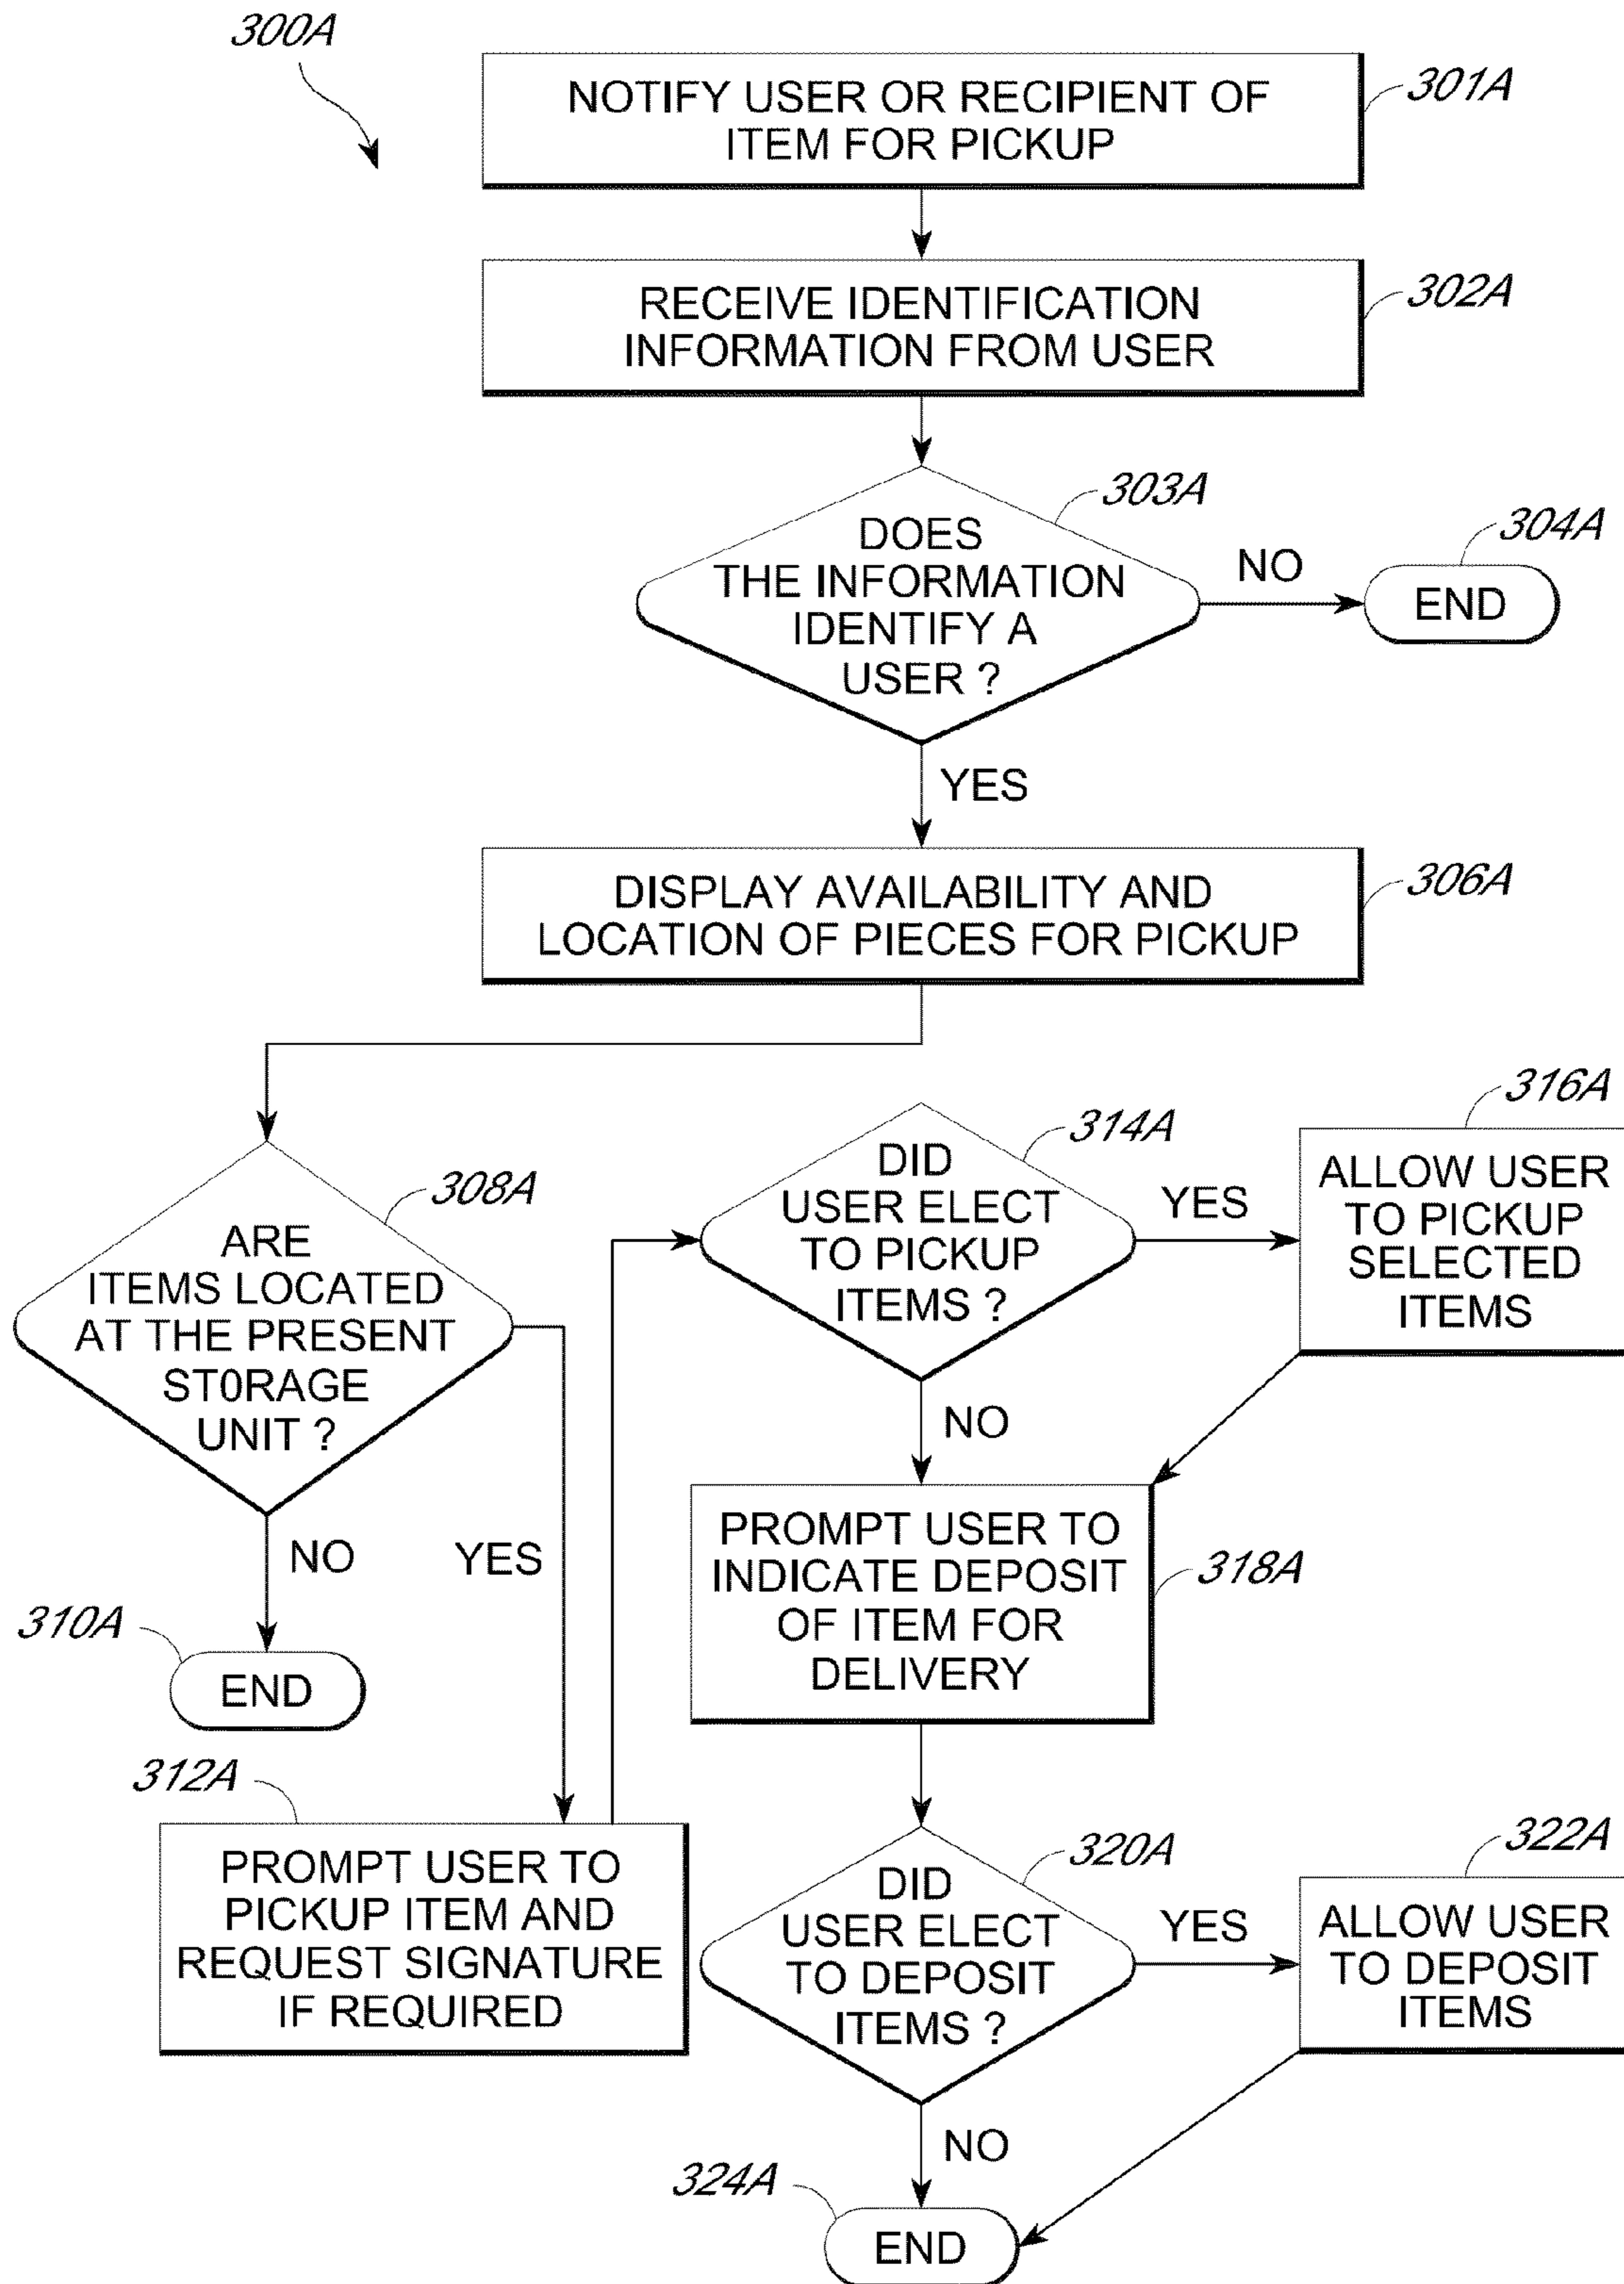 300A
NOTIFY USER OR RECIPIENT OF
ITEM FOR PICKUP
301A
RECEIVE IDENTIFICATION
INFORMATION FROM USER
302A
303A
DOES
THE INFORMATION
IDENTIFY A
USER ?
NO
304A
END
YES
DISPLAY AVAILABILITY AND
LOCATION OF PIECES FOR PICKUP
306A
308A
ARE
ITEMS LOCATED
AT THE PRESENT
ST0RAGE
UNIT ?
NO
YES
310A
END
312A
PROMPT USER TO
PICKUP ITEM AND
REQUEST SIGNATURE
IF REQUIRED
314A
DID
USER ELECT
TO PICKUP
ITEMS ?
YES
316A
ALLOW USER
TO PICKUP
SELECTED
ITEMS
NO
PROMPT USER TO
INDICATE DEPOSIT
OF ITEM FOR
DELIVERY
318A
320A
DID
USER ELECT
TO DEPOSIT
ITEMS ?
YES
322A
ALLOW USER
TO DEPOSIT
ITEMS
NO
324A
END